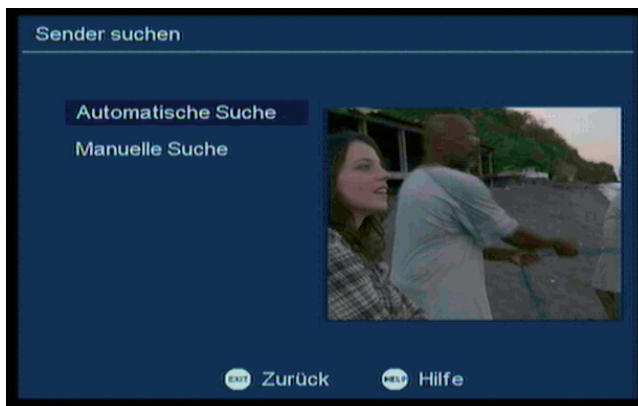 Sender suchen
Automatische Suche
Manuelle Suche
EXIT Zurück HELP Hilfe